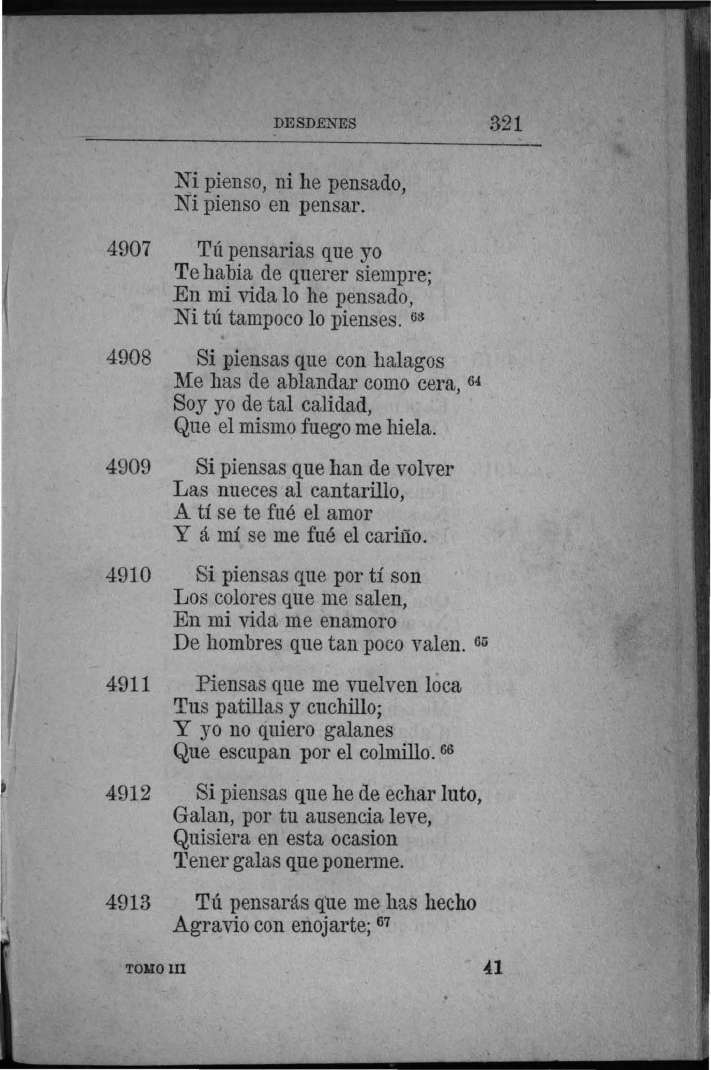 DESDENES 321
Ni pienso, ni he pensado,
Ni pienso en pensar.
4907 Tú pensarias que yo
Te habia de querer siempre;
En mi vida lo he pensado,
Ni tú tampoco lo pienses. 63
4908 Si piensas que con halagos
Me has de ablandar como cera, 64
Soy yo de tal calidad,
Que el mismo fuego me hiela.
4909 Si piensas que han de volver
Las nueces al cantarillo,
A tí se te fué el amor
Y á mí se me fué el cariño.
4910 Si piensas que por tí son
Los colores que me salen,
En mi vida me enamoro
De hombres que tan poco valen. 65
4911 Piensas que me vuelven loca
Tus patillas y cuchillo;
Y yo no quiero galanes
Que escupan por el colmillo. 66
4912 Si piensas que he de echar luto,
Galan, por tu ausencia leve,
Quisiera en esta ocasion
Tener galas que ponerme.
4913 Tú pensarás que me has hecho
Agravio con enojarte; 67
TOMO III 41